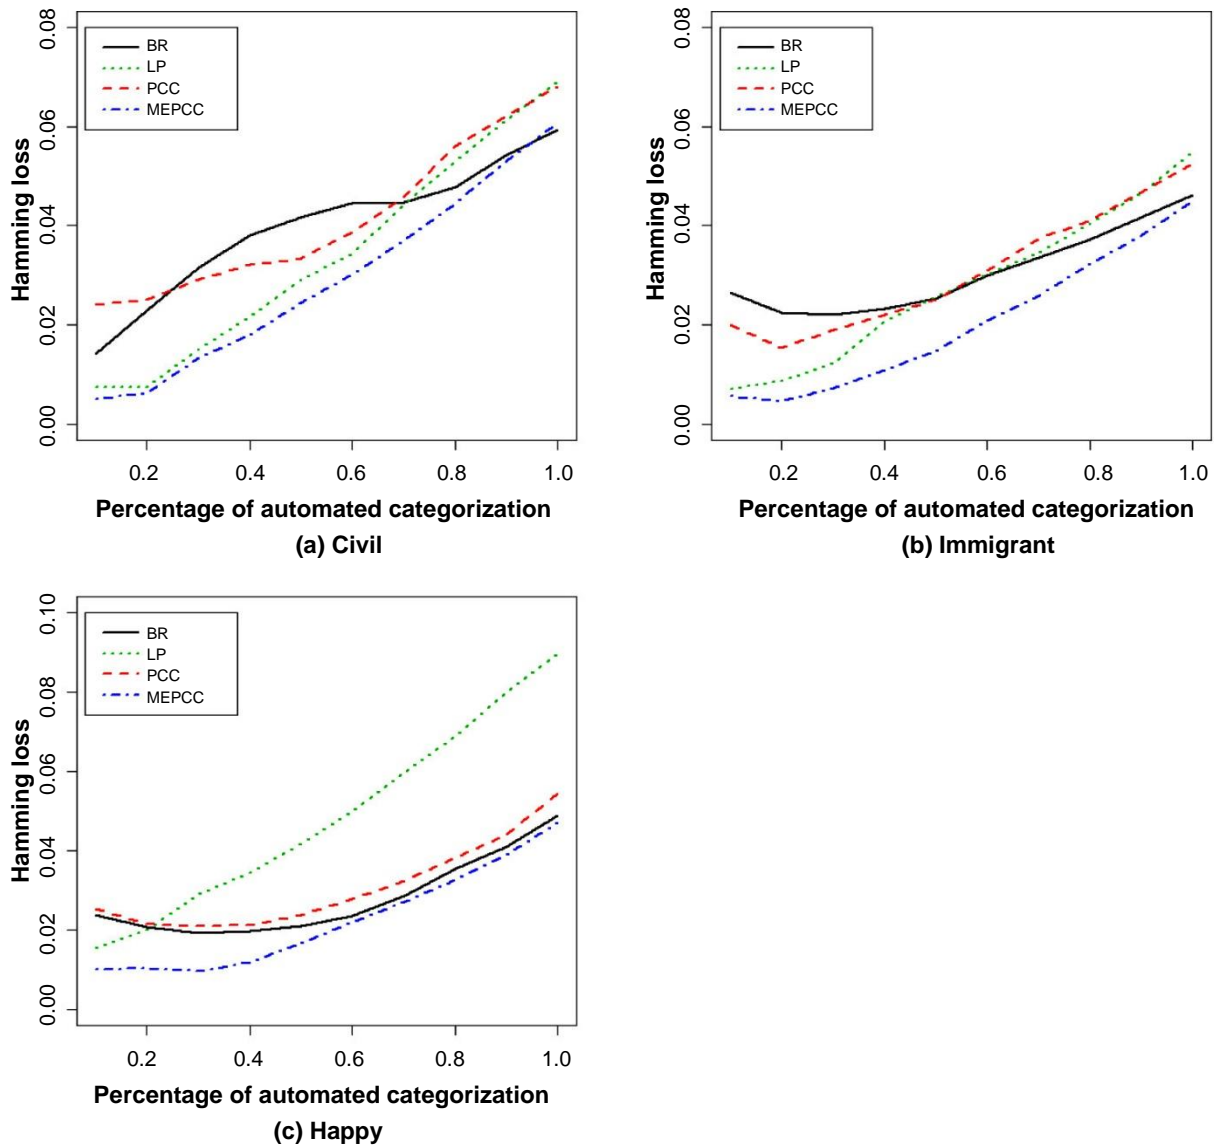 0.08
0.06
0.04
0.02
0.00
Hamming loss
BR
LP
PCC
MEPCC
0.2 0.4 0.6 0.8 1.0
Percentage of automated categorization
(a) Civil
0.08
0.06
0.04
0.02
0.00
Hamming loss
BR
LP
PCC
MEPCC
0.2 0.4 0.6 0.8 1.0
Percentage of automated categorization
(b) Immigrant
0.10
0.08
0.06
0.04
0.02
0.00
Hamming loss
BR
LP
PCC
MEPCC
0.2 0.4 0.6 0.8 1.0
Percentage of automated categorization
(c) Happy